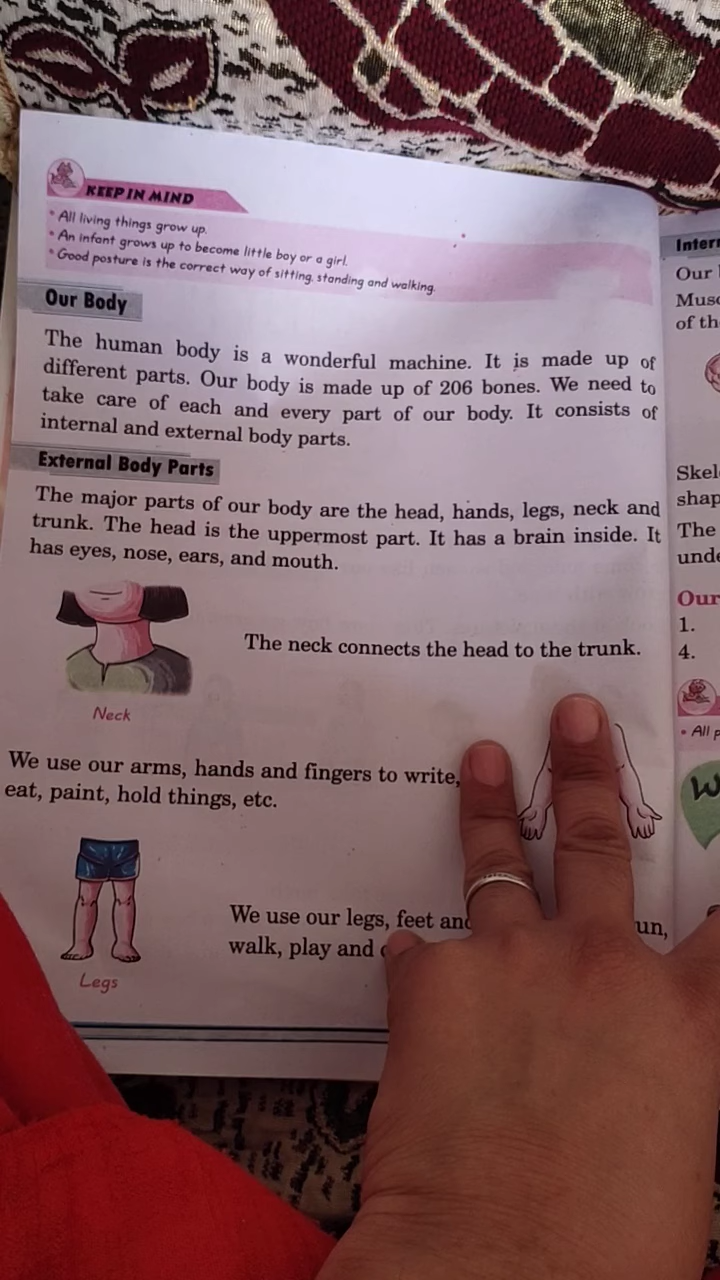 KEEP IN MIND
* All living things grow up.
* An infant grows up to become little boy or a girl.
* Good posture is the correct way of sitting, standing and walking.
Our Body
The human body is a wonderful machine. It is made up of
different parts. Our body is made up of 206 bones. We need to
take care of each and every part of our body. It consists of
internal and external body parts.
External Body Parts
The major parts of our body are the head, hands, legs, neck and
trunk. The head is the uppermost part. It has a brain inside. It
has eyes, nose, ears, and mouth.
The neck connects the head to the trunk.
Neck
We use our arms, hands and fingers to write,
eat, paint, hold things, etc.
We use our legs, feet
walk, play and
Legs
Our
of th
The
Our
1.
4.
• All